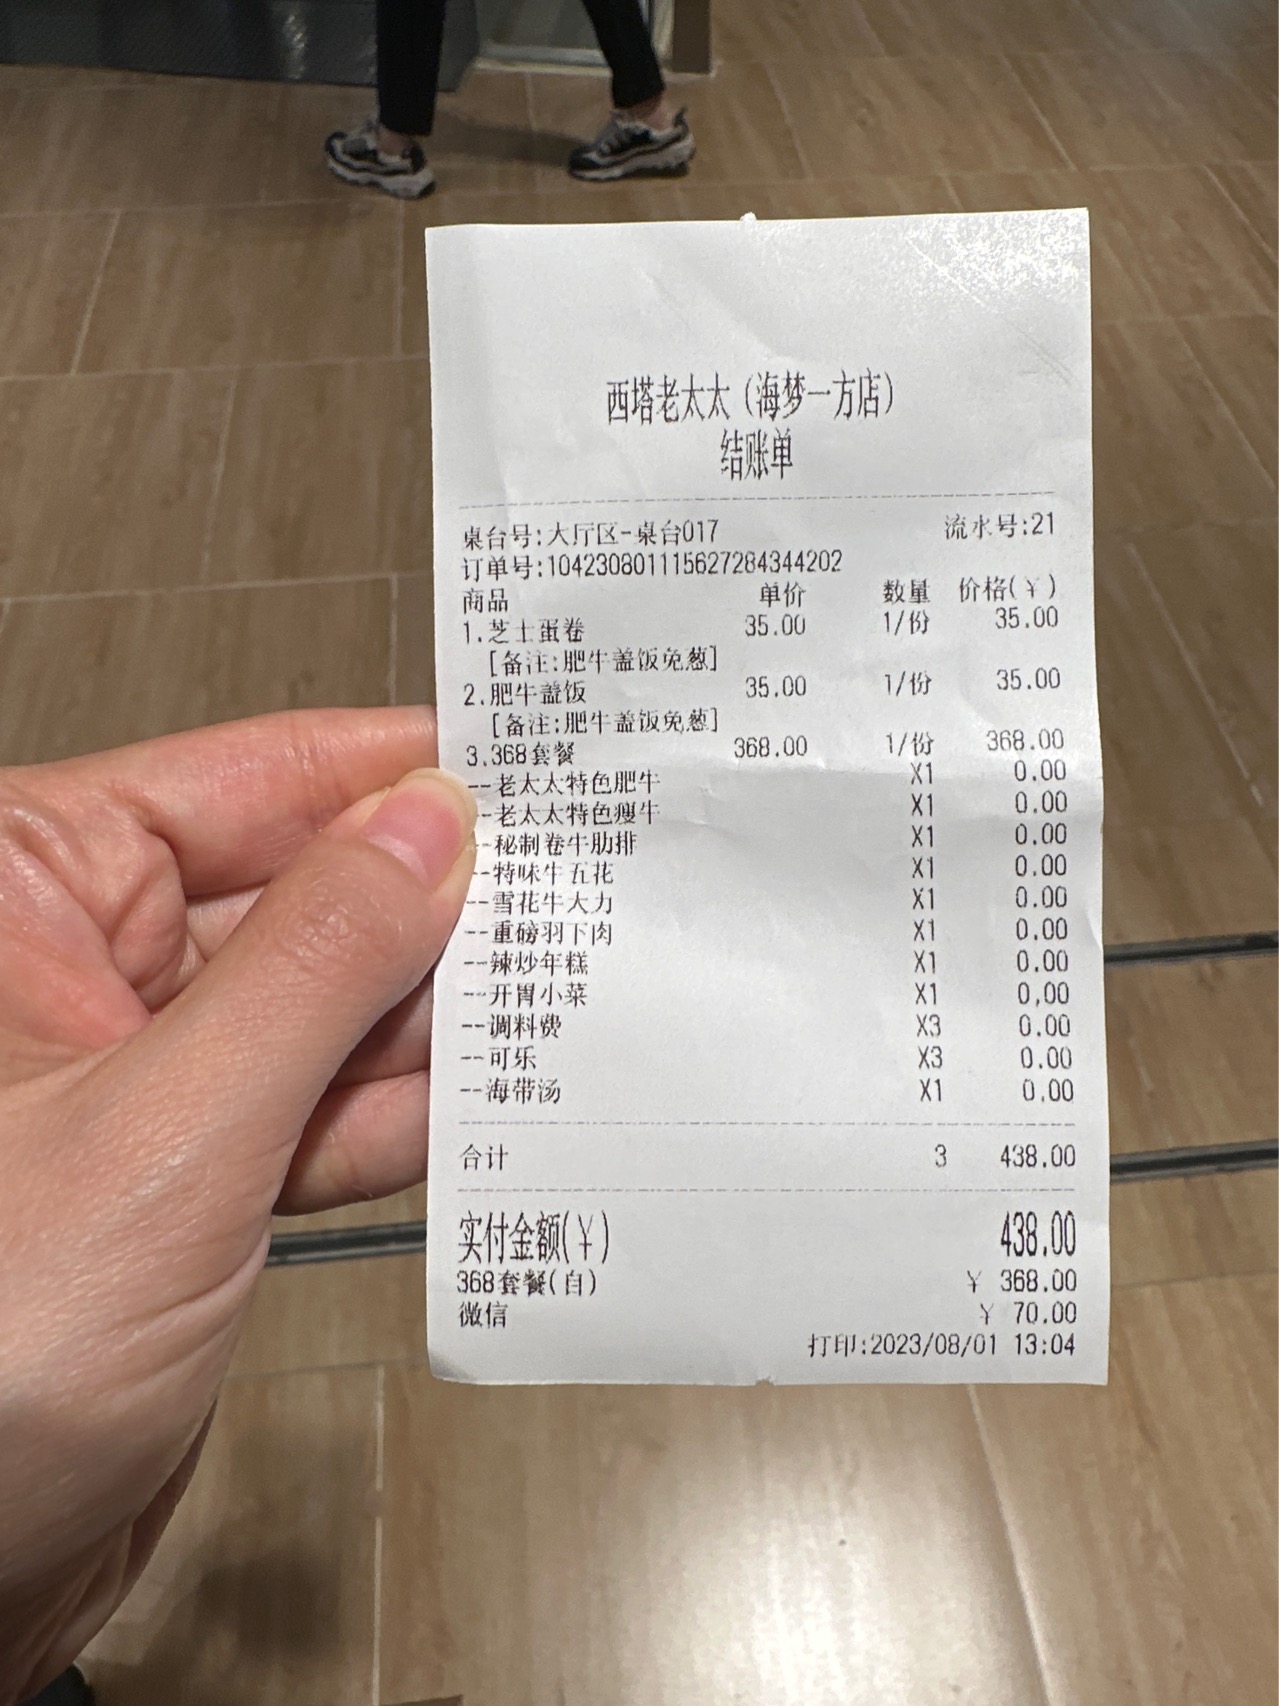 西塔老太太(海梦一方店)
结账单
桌台号:大厅区-桌台017 流水号:21
订单号:104230801115627284344202
商品 单价 数量 价格(¥)
1.芝士蛋卷 35.00 1/份 35.00
[备注:肥牛盖饭免葱]
2.肥牛盖饭 35.00 1/份 35.00
[备注:肥牛盖饭免葱]
3.368套餐 368.00 1/份 368.00
--老太太特色肥牛 X1 0.00
--老太太特色瘦牛 X1 0.00
--秘制卷牛肋排 X1 0.00
--特味牛五花 X1 0.00
--雪花牛大力 X1 0.00
--重磅羽下肉 X1 0.00
--辣炒年糕 X1 0.00
--开胃小菜 X1 0.00
--调料费 X3 0.00
--可乐 X3 0.00
--海带汤 X1 0.00
合计 3 438.00
实付金额(¥) 438.00
368套餐(自) ¥ 368.00
微信 ¥ 70.00
打印:2023/08/01 13:04